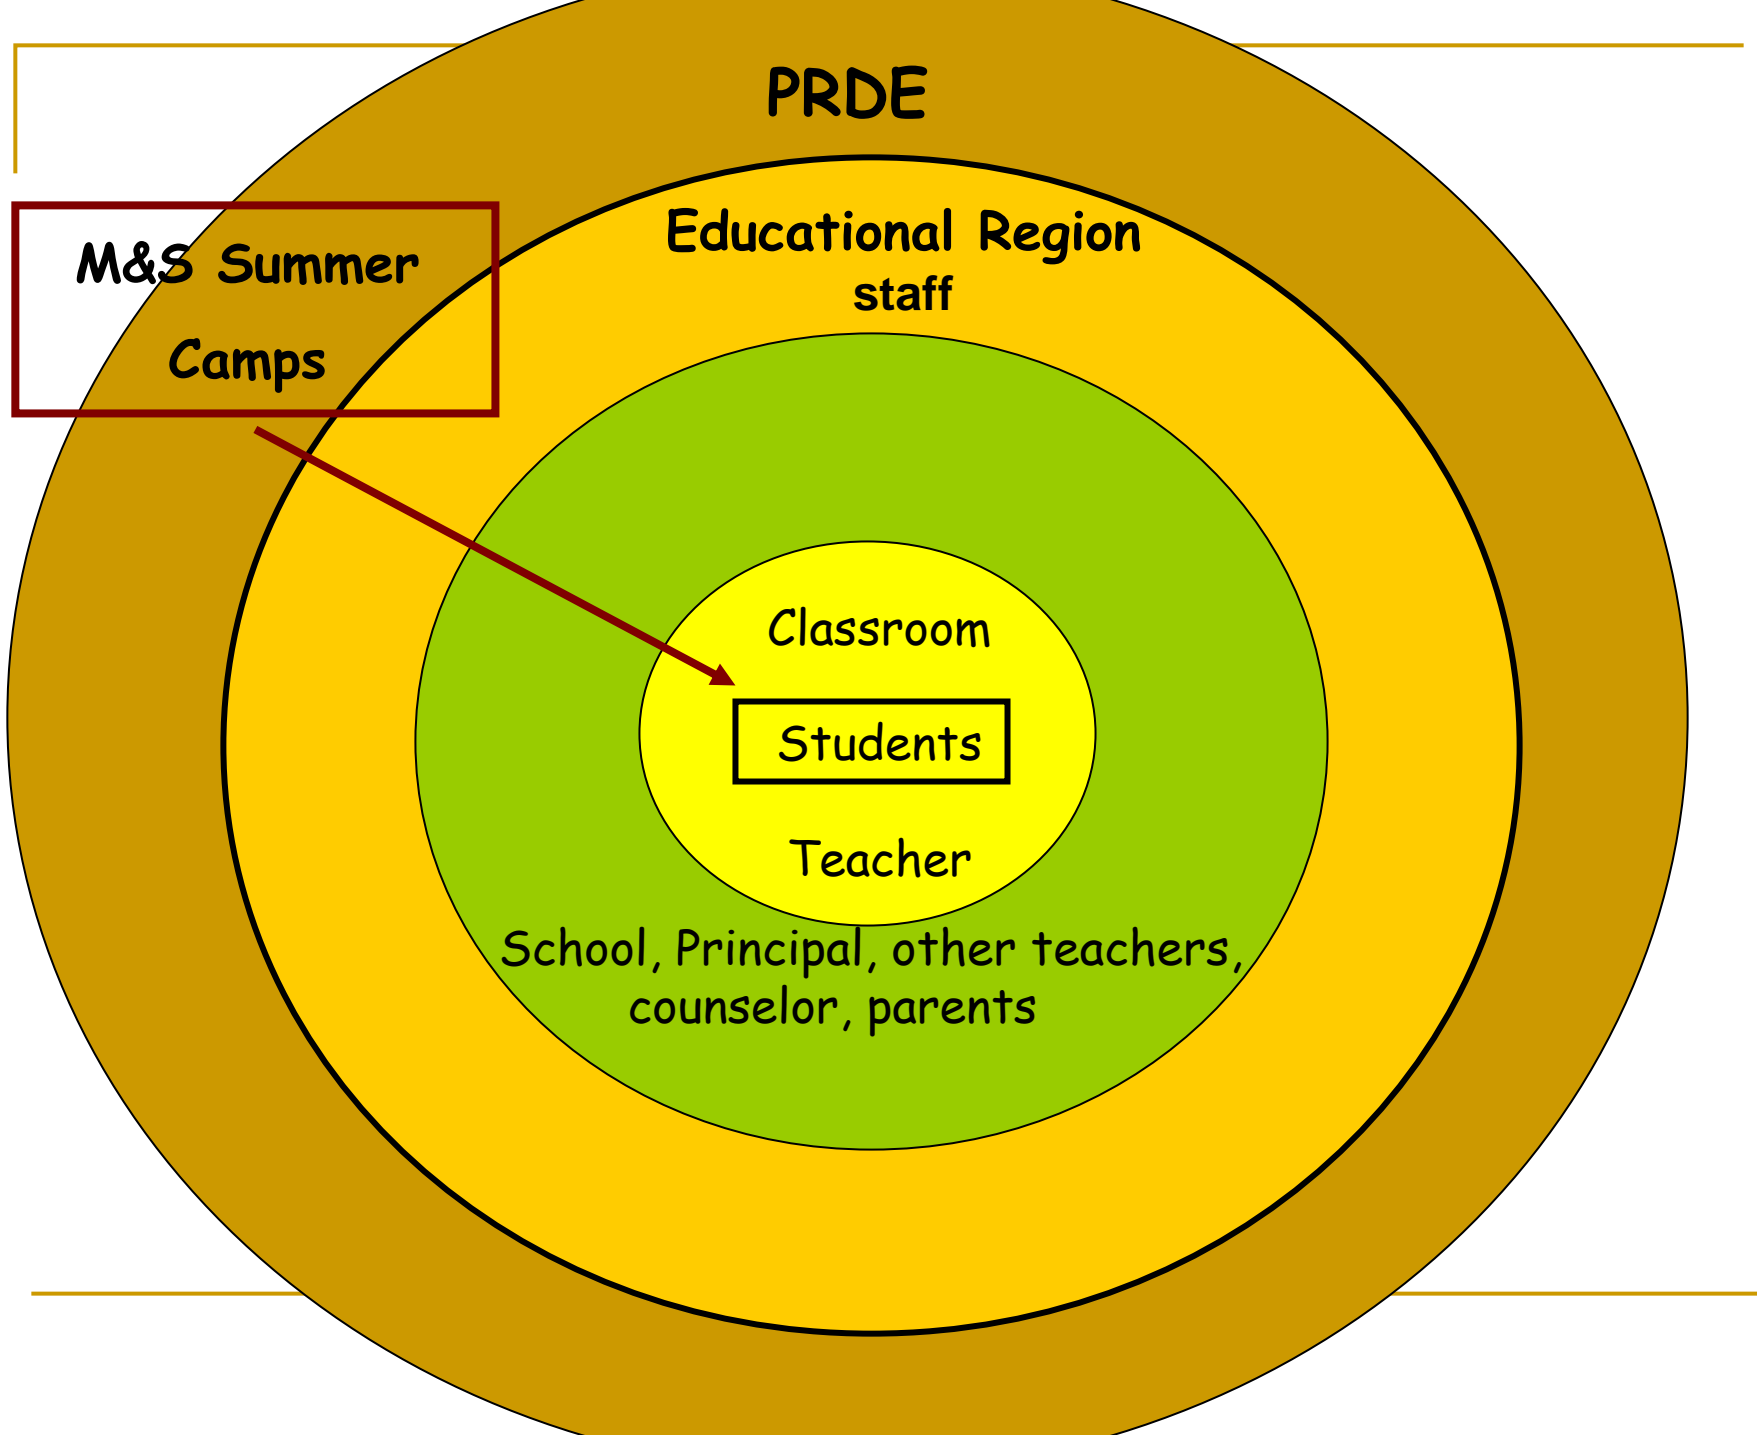 PRDE
Educational Region
staff
M&S Summer
Camps
Classroom
Students
Teacher
School, Principal, other teachers,
counselor, parents